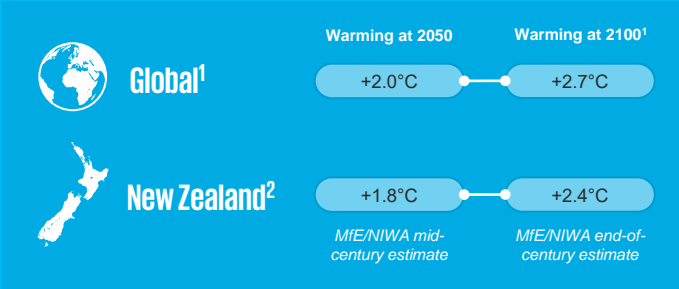 Warming at 2050
Warming at 2100¹
Global¹
+2.0°C
+2.7°C
New Zealand²
+1.8°C
+2.4°C
MfE/NIWA mid-
century estimate
MfE/NIWA end-of-
century estimate